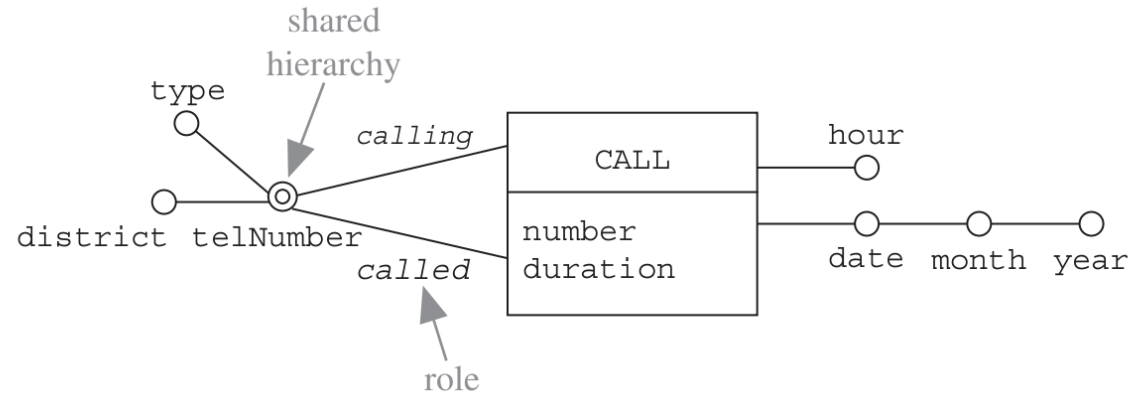 shared
hierarchy
type
calling
CALL
hour
district telNumber
number
duration
called
date month year
role